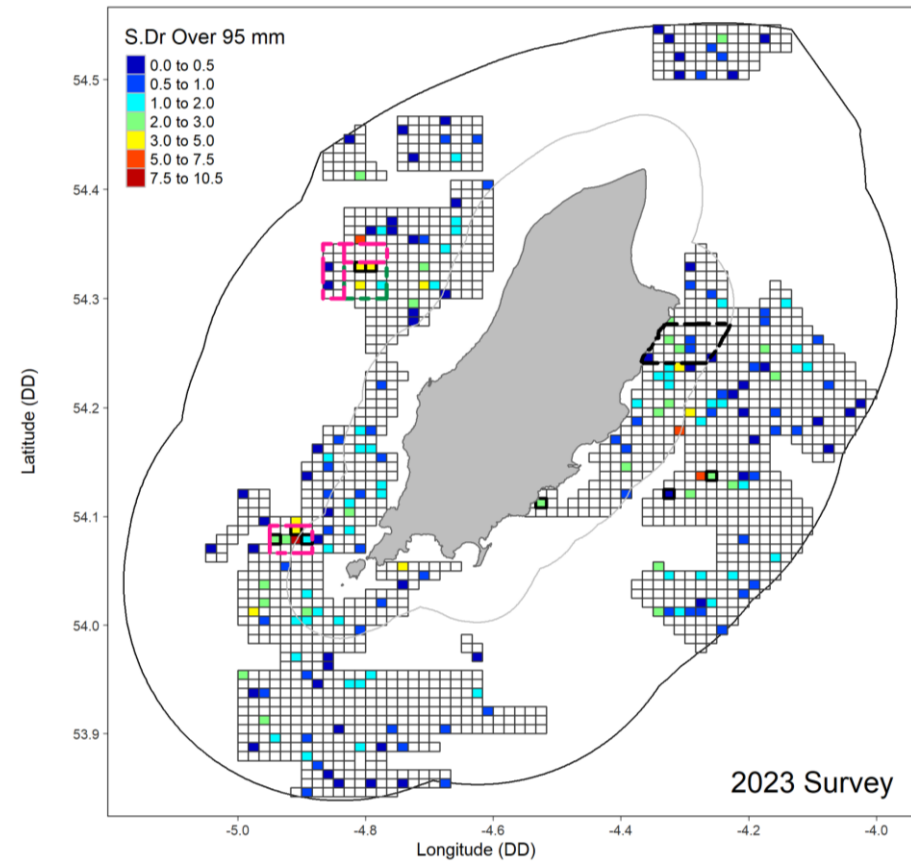 S.Dr Over 95 mm
0.0 to 0.5
0.5 to 1.0
1.0 to 2.0
2.0 to 3.0
3.0 to 5.0
5.0 to 7.5
7.5 to 10.5
54.5
54.4
54.3
54.2
54.1
54.0
53.9
Latitude (DD)
2023 Survey
-5.0 -4.8 -4.6 -4.4 -4.2 -4.0
Longitude (DD)